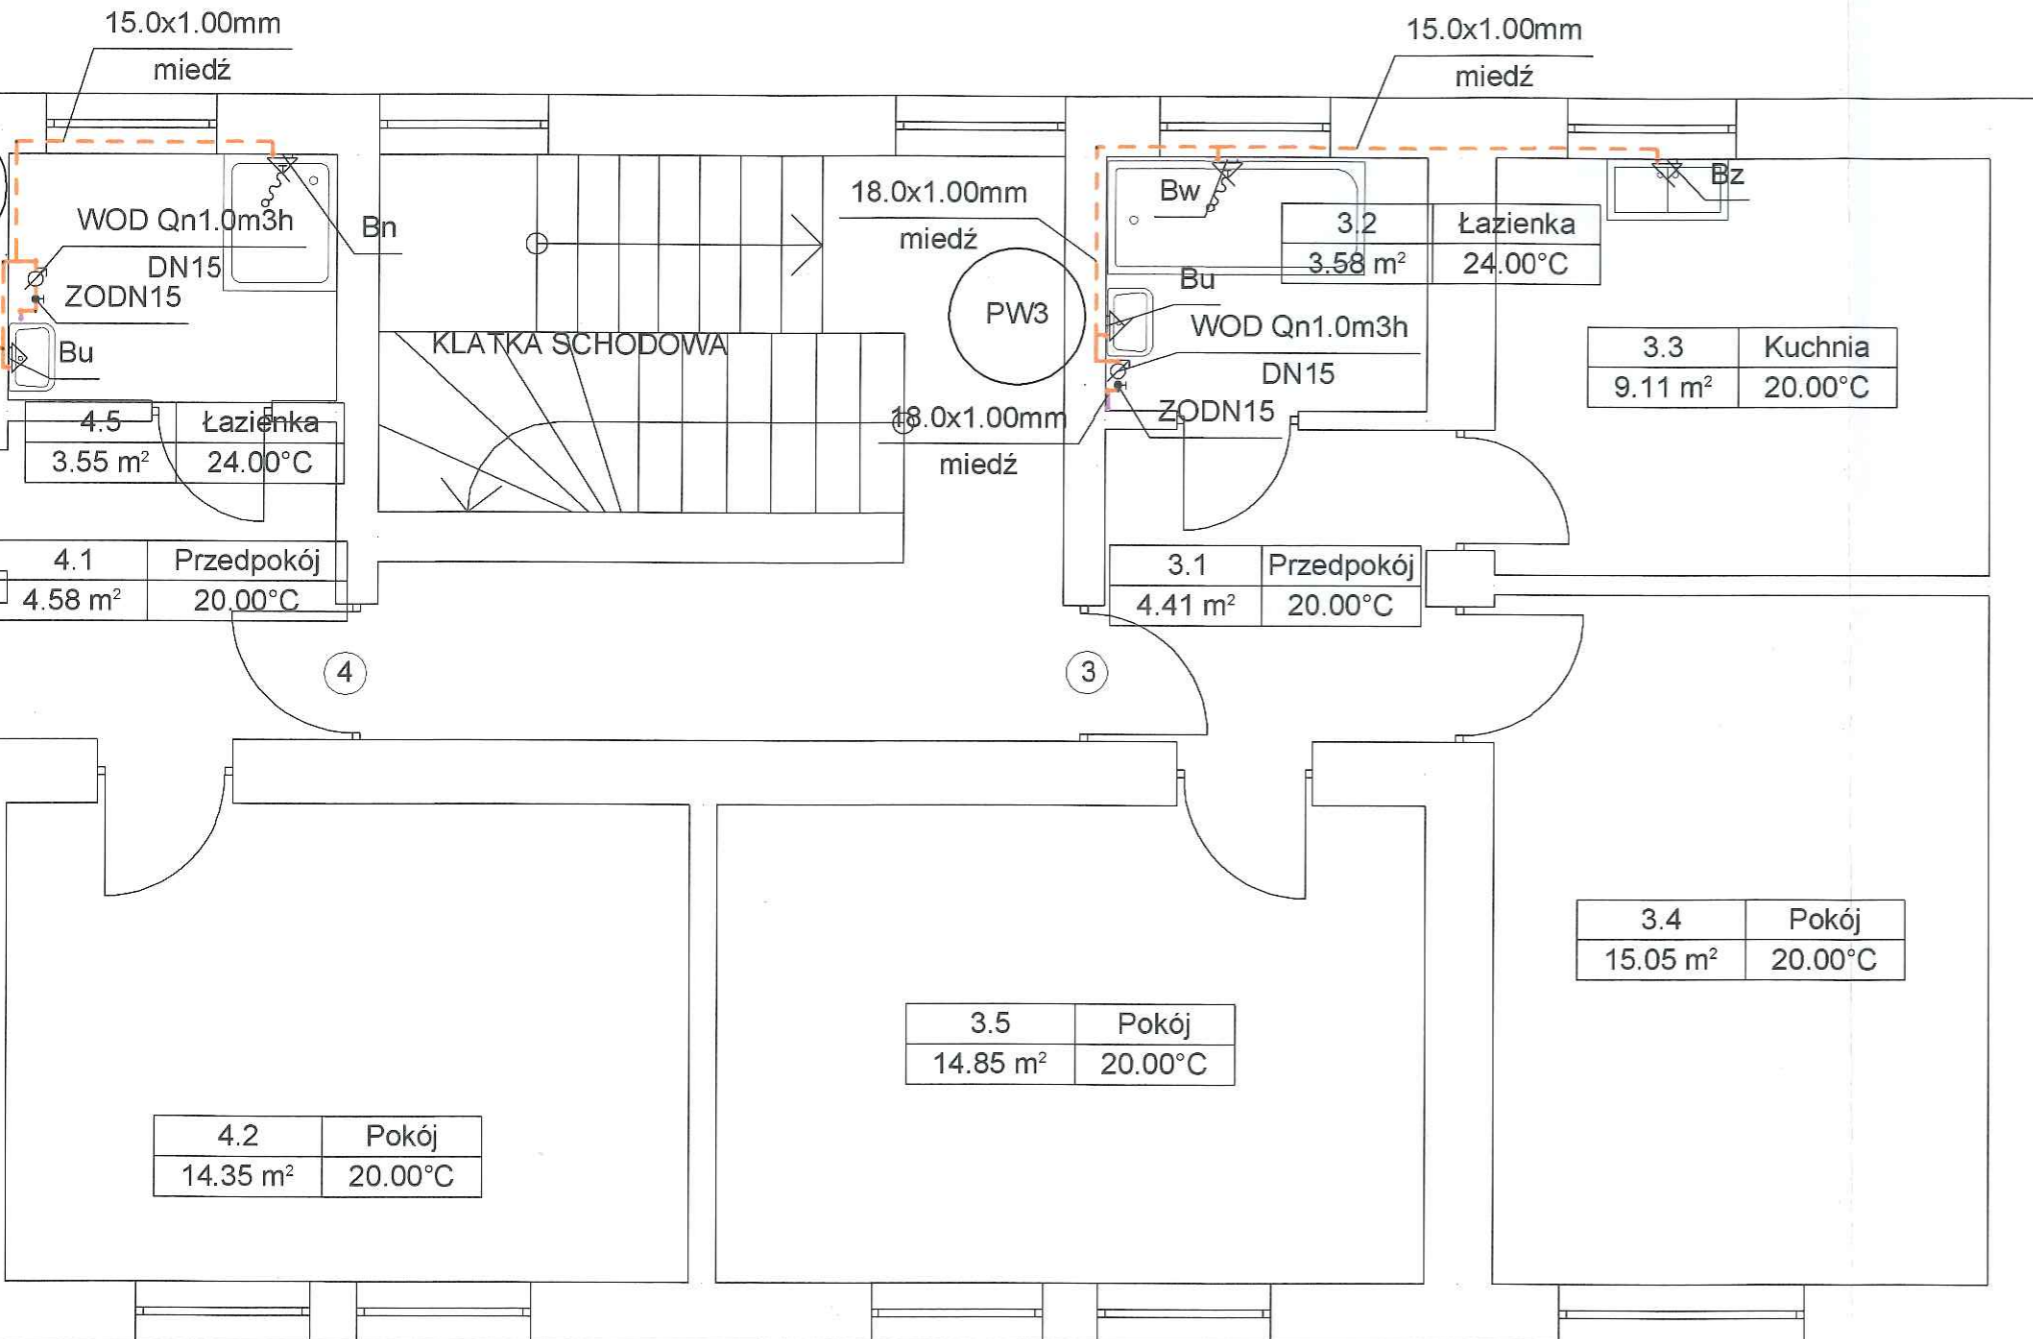 15.0x1.00mm
miedź
15.0x1.00mm
miedź
WOD Qn1.0m3h
DN15
ZODN15
Bn
Bu
4.5 Łazienka
3.55 m² 24.00°C
4.1 Przedpokój
4.58 m² 20.00°C
KLATKA SCHODOWA
18.0x1.00mm
miedź
PW3
18.0x1.00mm
miedź
Bw
Bz
3.2 Łazienka
3.58 m² 24.00°C
Bu
WOD Qn1.0m3h
DN15
ZODN15
3.3 Kuchnia
9.11 m² 20.00°C
3.1 Przedpokój
4.41 m² 20.00°C
4
3
3.4 Pokój
15.05 m² 20.00°C
3.5 Pokój
14.85 m² 20.00°C
4.2 Pokój
14.35 m² 20.00°C